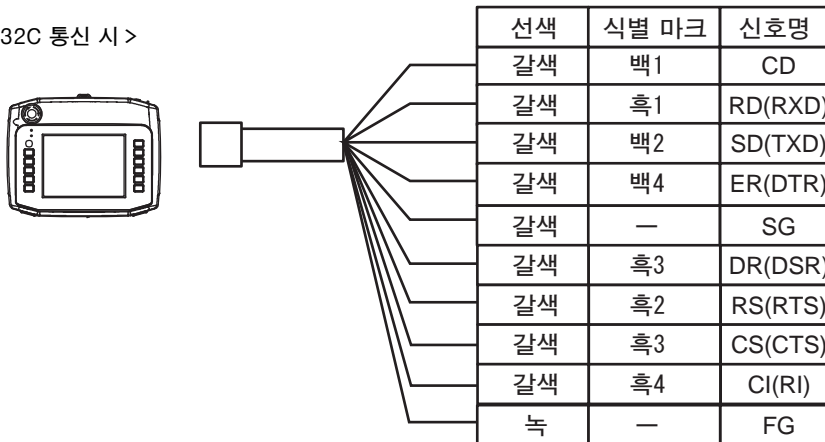 32C 통신 시 >
선색 식별 마크 신호명
갈색 백1 CD
갈색 흑1 RD(RXD)
갈색 백2 SD(TXD)
갈색 백4 ER(DTR)
갈색 — SG
갈색 흑3 DR(DSR)
갈색 흑2 RS(RTS)
갈색 흑3 CS(CTS)
갈색 흑4 CI(RI)
녹 — FG